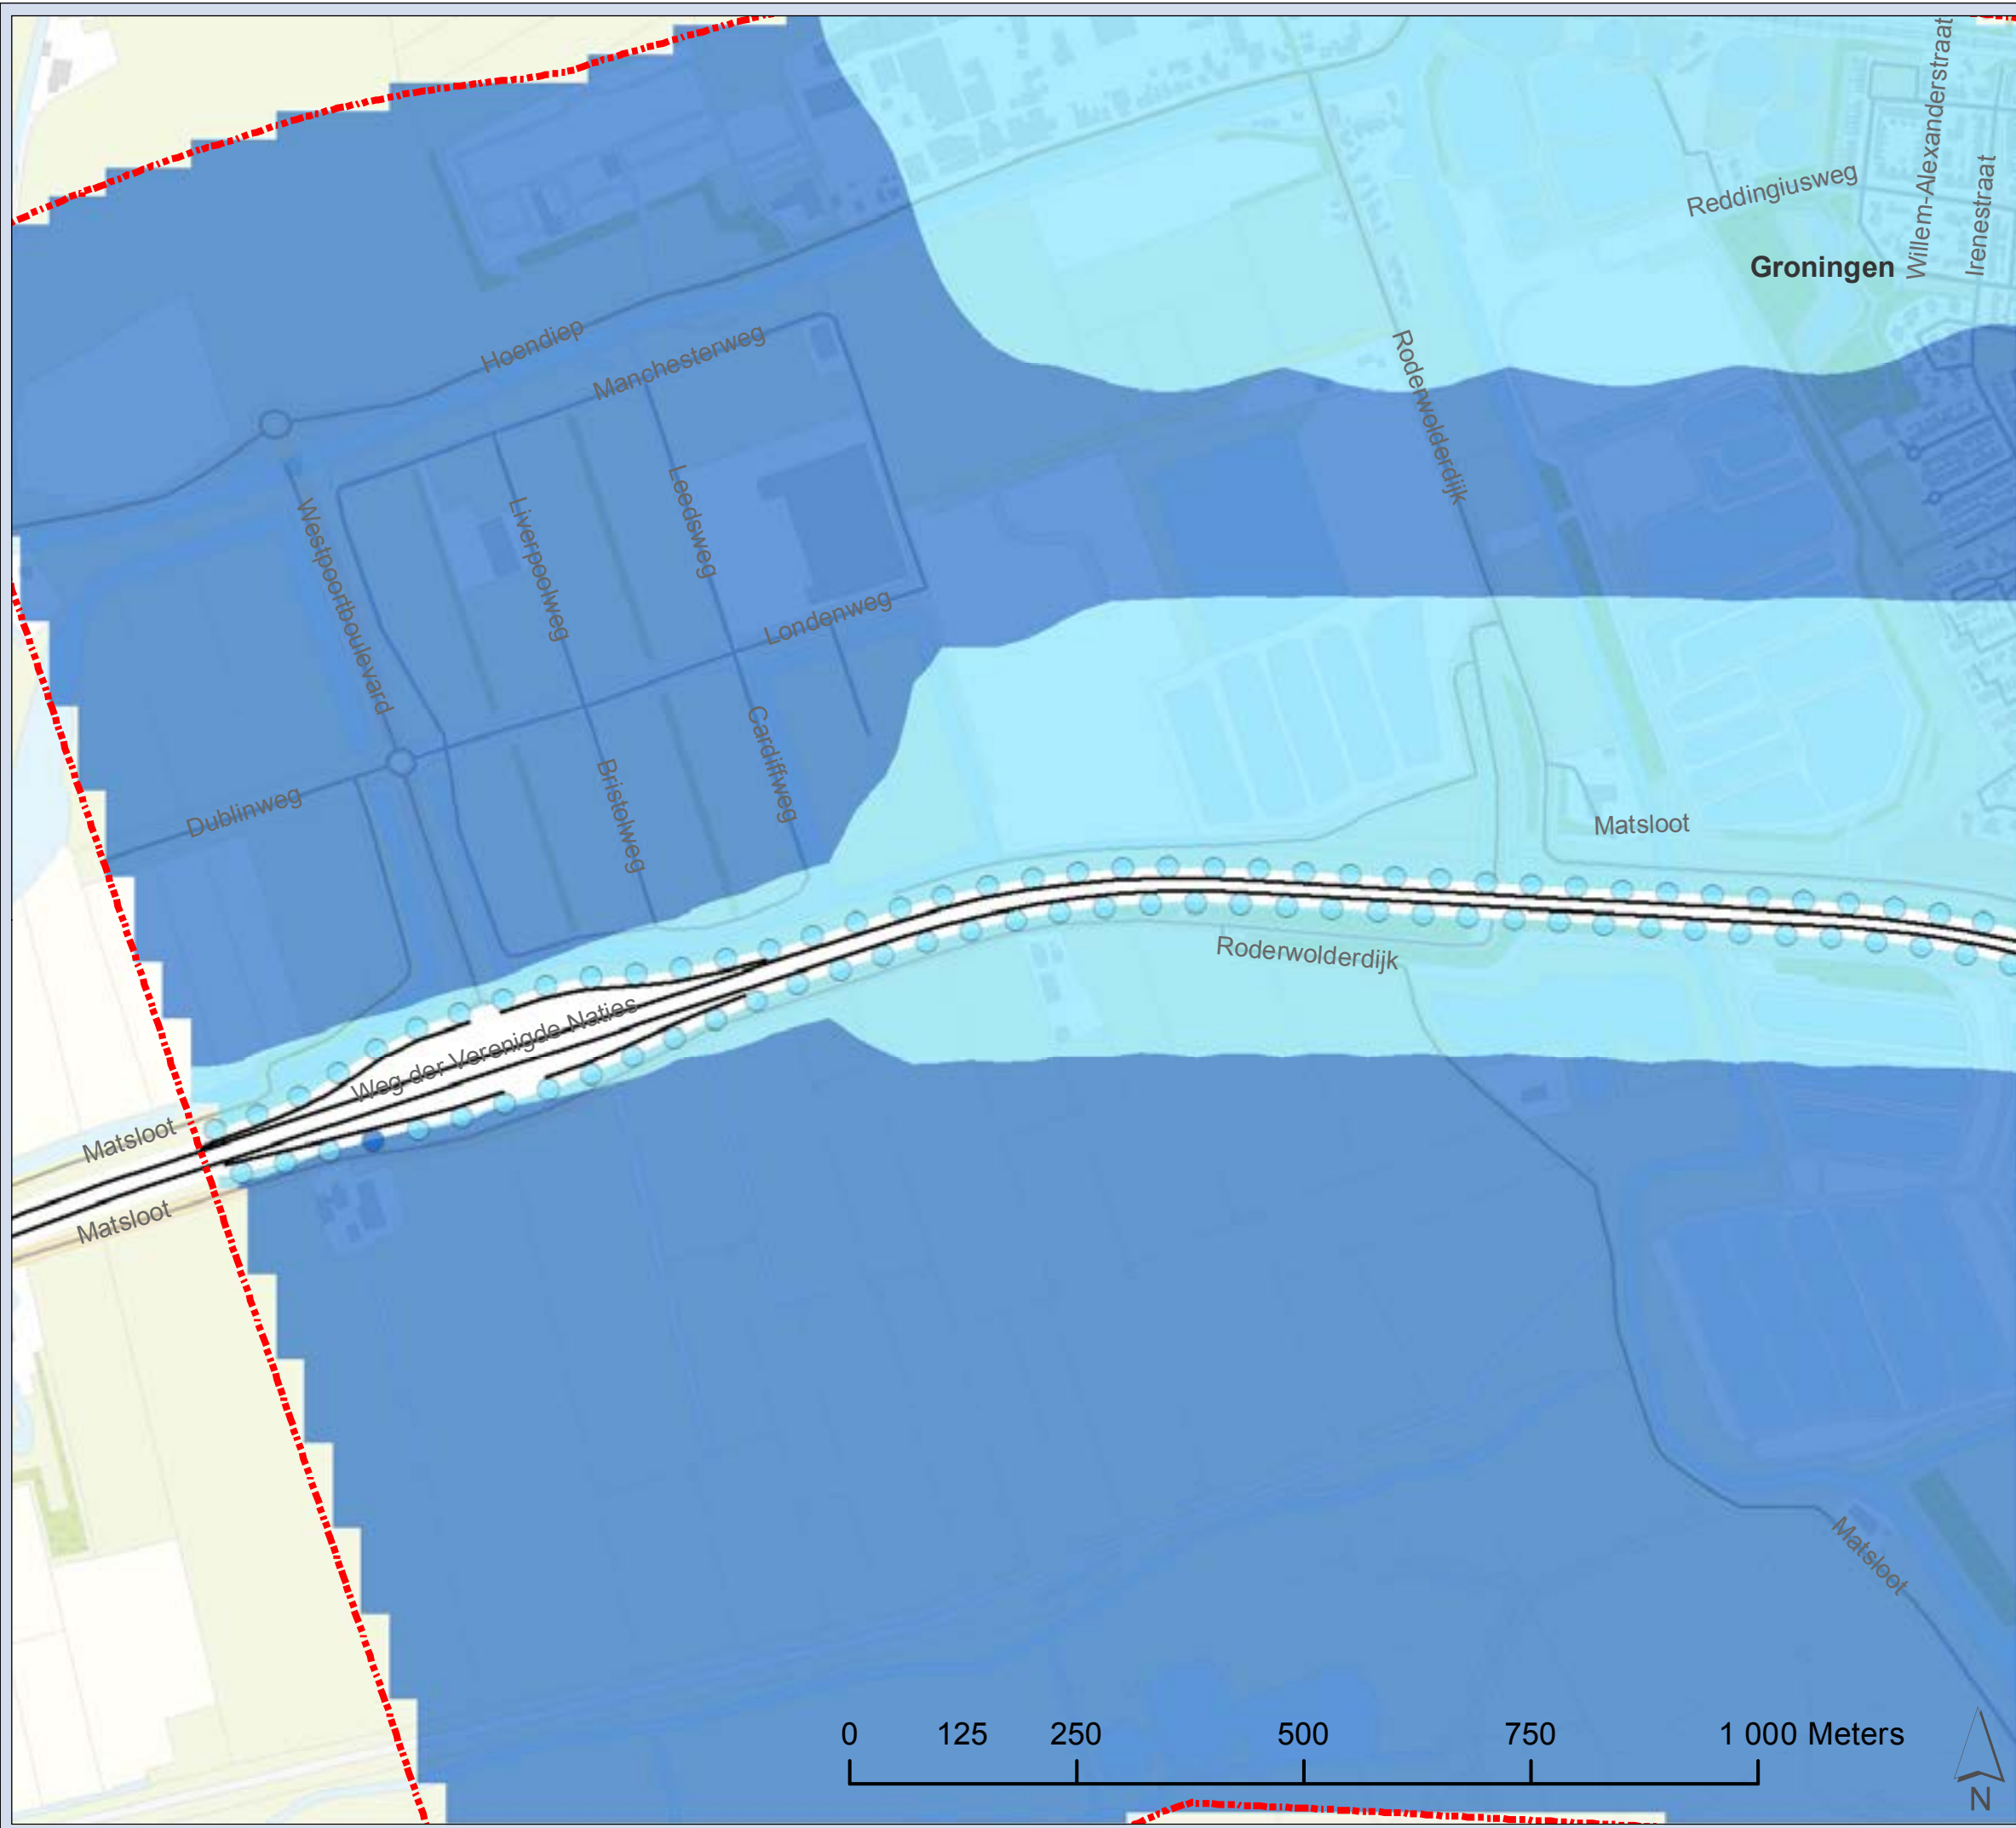 Willem-Alexanderstraat
Irenestraat
Reddingiusweg
Groningen
Hoendiep
Manchesterweg
Roderwolderdijk
Westpoortboulevard
Liverpoolweg
Leedsweg
Londenweg
Cardiffweg
Bristolweg
Dublinweg
Matsloot
Roderwolderdijk
Weg der Verenigde Naties
Matsloot
Matsloot
Matsloot
0 125 250 500 750 1 000 Meters
N